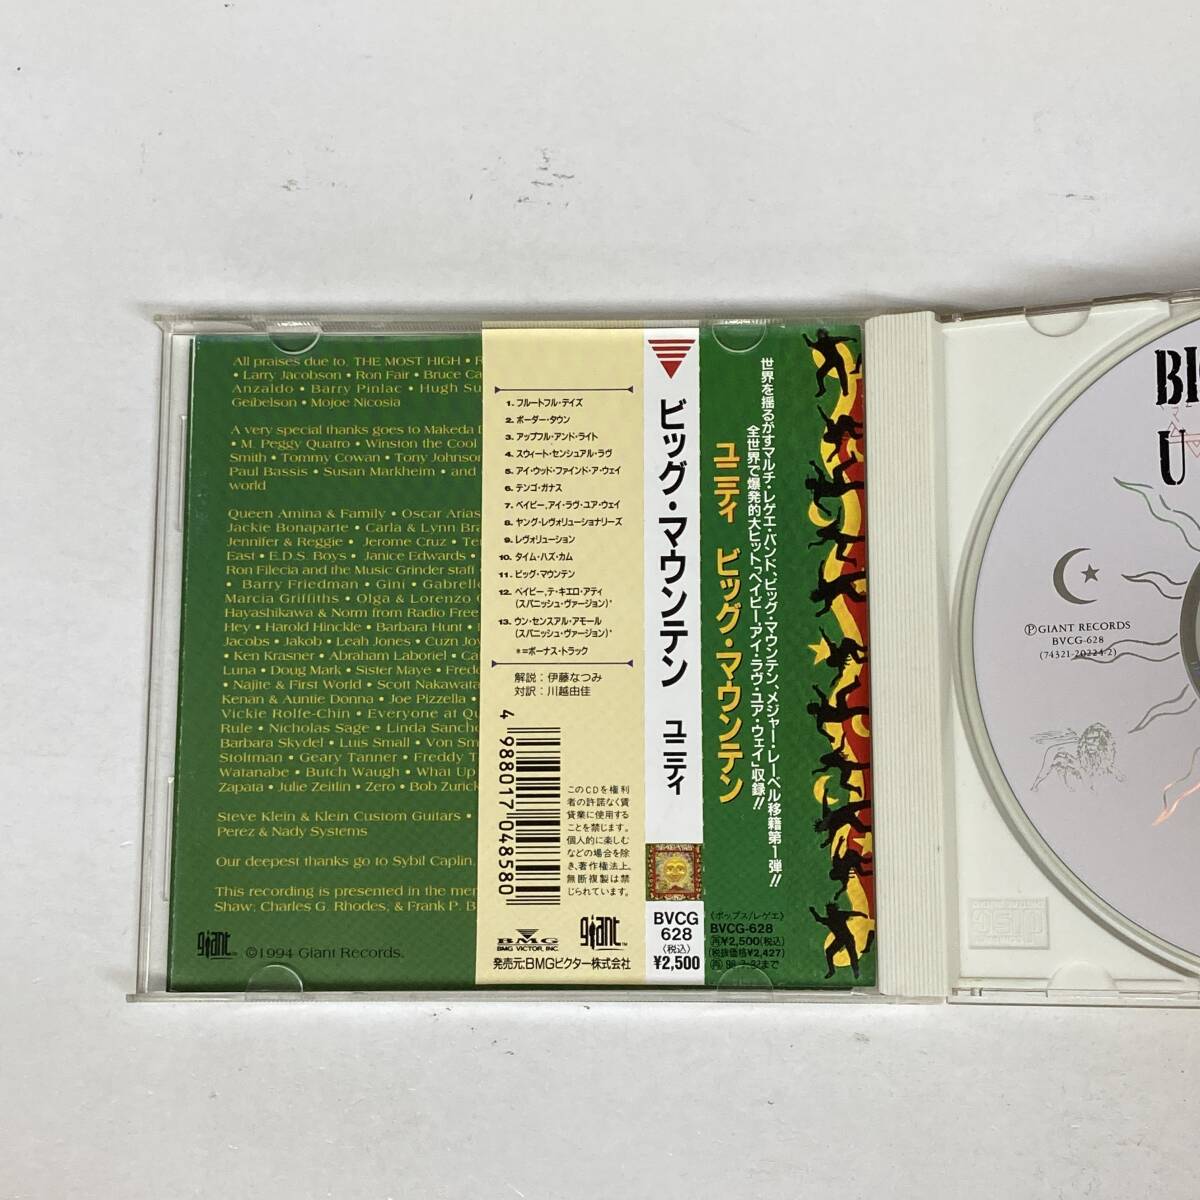 All praises due to, THE MOST HIGH •
• Larry Jacobson • Ron Fair • Bruce
Anzaldo • Barry Pinlac • Hugh
Geibelson • Mojoe Nicosia
A very special thanks goes to Makeda
• M. Peggy Quatro • Winston the Cool
Smith • Tommy Cowan • Tony Johnson
Paul Bassis • Susan Markheim • and
world
Queen Amina & Family • Oscar Arias
Jackie Bonaparte • Carla & Lynn
Jennifer & Reggie • Jerome Cruz •
East • E.D.S. Boys • Janice Edwards •
Ron Filecia and the Music Grinder staff
• Barry Friedman • Gini •
Marcia Griffiths • Olga & Lorenzo
Hayashikawa & Norm from Radio Free
Hey • Harold Hinckle • Barbara Hunt •
Jacobs • Jakob • Leah Jones • Cuzn
• Ken Krasner • Abraham Laboriel •
Luna • Doug Mark • Sister Maye •
• Najite & First World • Scott
Kenan & Auntie Donna • Joe Pizzella
Vickie Rolfe-Chin • Everyone at
Rule • Nicholas Sage • Linda
Barbara Skydel • Luis Small • Von
Stoltman • Geary Tanner • Freddy
Watanabe • Butch Waugh • What Up
Zapata • Julie Zeitlin • Zero • Bob
Steve Klein & Klein Custom Guitars •
Perez & Nady Systems
Our deepest thanks go to Sybil Caplin,
This recording is presented in the
Shaw, Charles G. Rhodes, & Frank P.
giant™ ©1994 Giant Records.
1. フルートフル・デイズ
2. ボーダー・タウン
3. アップフル・アンド・ライト
4. スウィート・センシュアル・ラヴ
5. アイ・ウッド・ファインド・ア・ウェイ
6. テンゴ・ガナス
7. ベイビー、アイ・ラヴ・ユア・ウェイ
8. ヤング・レヴォリューショナリーズ
9. レヴォリューション
10. タイム・ハズ・カム
11. ビッグ・マウンテン
12. ベイビー、テ・キエロ・アティ
(スパニッシュ・ヴァージョン)*
13. ウン・センスアル・アモール
(スパニッシュ・ヴァージョン)*
*=ボーナス・トラック
解説：伊藤なつみ
対訳：川越由佳
4 988017 048580
このCDを権利
者の許諾なく賃
貸業に使用する
ことを禁じます。
個人的に楽しむ
などの場合を除
き、著作権法上、
無断複製は禁
じられています。
BMG
BMG VICTOR, INC.
giant™
発売元:BMGビクター株式会社
ビッグ・マウンテン ユニティ
BVCG
628
(税込)
¥2,500
世界を揺るがすマルチ・レゲエ・バンド、ビッグ・マウンテン、メジャー・レーベル移籍第1弾!!
全世界で爆発的大ヒット、「ベイビー、アイ・ラヴ・ユア・ウェイ」収録!!
ユニティ ビッグ・マウンテン
〈ポップス/レゲエ〉
BVCG-628
(再)¥2,500(税込)
(税抜価格¥2,427)
BI
U
ⓅGIANT RECORDS
BVCG-628
(74321-20224-2)